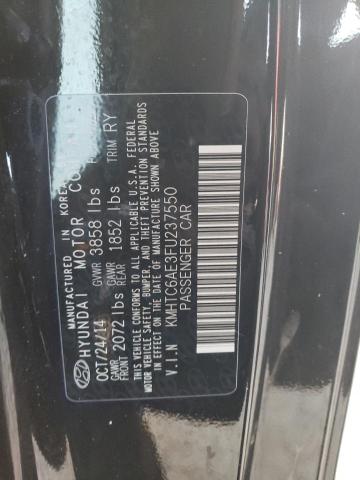 MANUFACTURED IN KOREA
HYUNDAI MOTOR
OCT/24/14 GVWR 3858 lbs
GAWR FRONT 2072 lbs GAWR REAR 1852 lbs TRIM RY
THIS VEHICLE CONFORMS TO ALL APPLICABLE U.S.A. FEDERAL
MOTOR VEHICLE SAFETY, BUMPER, AND THEFT PREVENTION STANDARDS
IN EFFECT ON THE DATE OF MANUFACTURE SHOWN ABOVE
V.I.N KMHTC6AE3FU237550
PASSENGER CAR